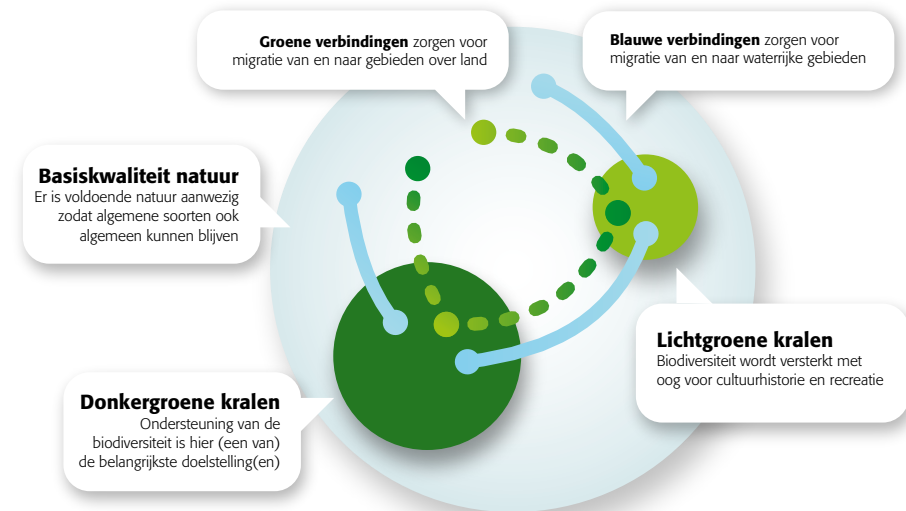 Groene verbindingen zorgen voor
migratie van en naar gebieden over land
Blauwe verbindingen zorgen voor
migratie van en naar waterrijke gebieden
Basiskwaliteit natuur
Er is voldoende natuur aanwezig
zodat algemene soorten ook
algemeen kunnen blijven
Lichtgroene kralen
Biodiversiteit wordt versterkt met
oog voor cultuurhistorie en recreatie
Donkergroene kralen
Ondersteuning van de
biodiversiteit is hier (een van)
de belangrijkste doelstelling(en)